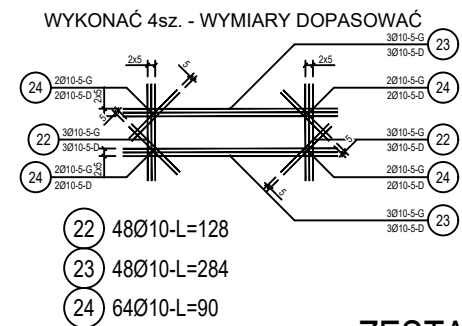 WYKONAĆ 4sz. - WYMIARY DOPASOWAĆ
3Ø10-5-G
3Ø10-5-D
23
2x5
2x5
5
24
2Ø10-5-G
2Ø10-5-D
2x5
2Ø10-5-G
2Ø10-5-D
24
5
22
3Ø10-5-G
3Ø10-5-D
5
3Ø10-5-G
3Ø10-5-D
22
24
2Ø10-5-G
2Ø10-5-D
2x5
2Ø10-5-G
2Ø10-5-D
24
5
3Ø10-5-G
3Ø10-5-D
23
22 48Ø10-L=128
23 48Ø10-L=284
24 64Ø10-L=90